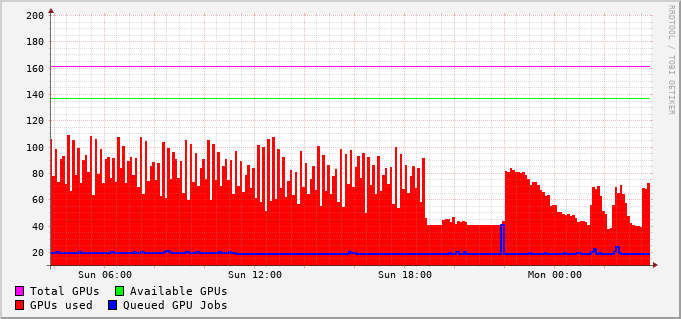 200
180
160
140
120
100
80
60
40
20
Sun 06:00 Sun 12:00 Sun 18:00 Mon 00:00
Total GPUs Available GPUs
GPUs used Queued GPU Jobs
RRDTOOL / TOBI OETIKER